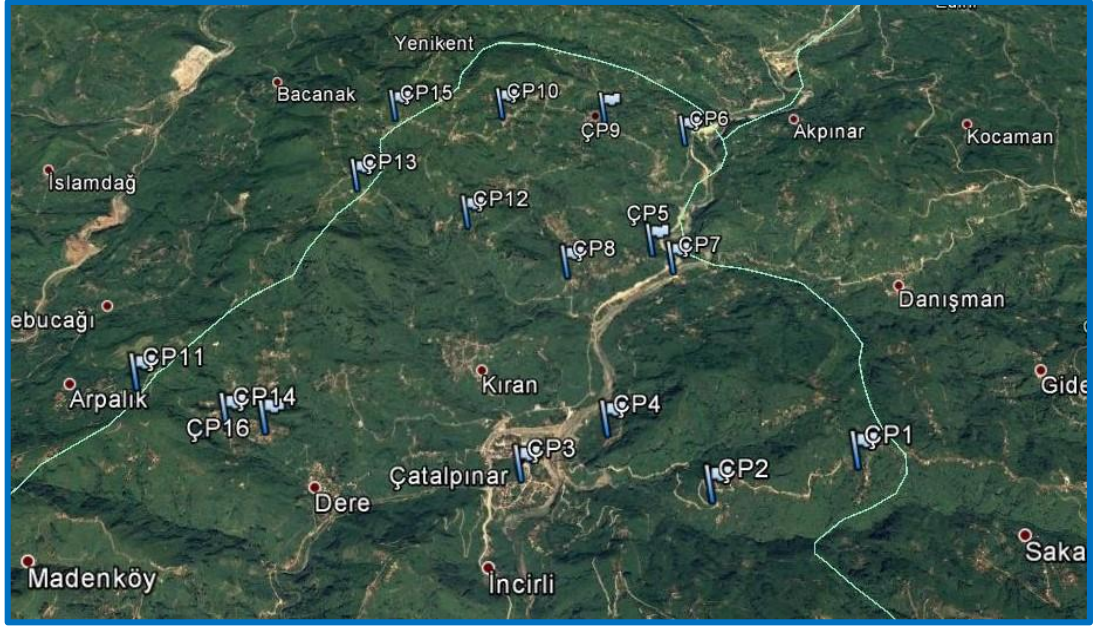 Yenikent
Bacanak
ÇP15
ÇP10
ÇP9
ÇP6
Akpınar
Kocaman
İslamdağ
ÇP13
ÇP12
ÇP5
ÇP7
ÇP8
Danışman
ebucağı
ÇP11
Arpalık
ÇP14
ÇP16
Kıran
Gide
ÇP4
ÇP1
ÇP3
Çatalpınar
ÇP2
Dere
Saka
Madenköy
İncirli